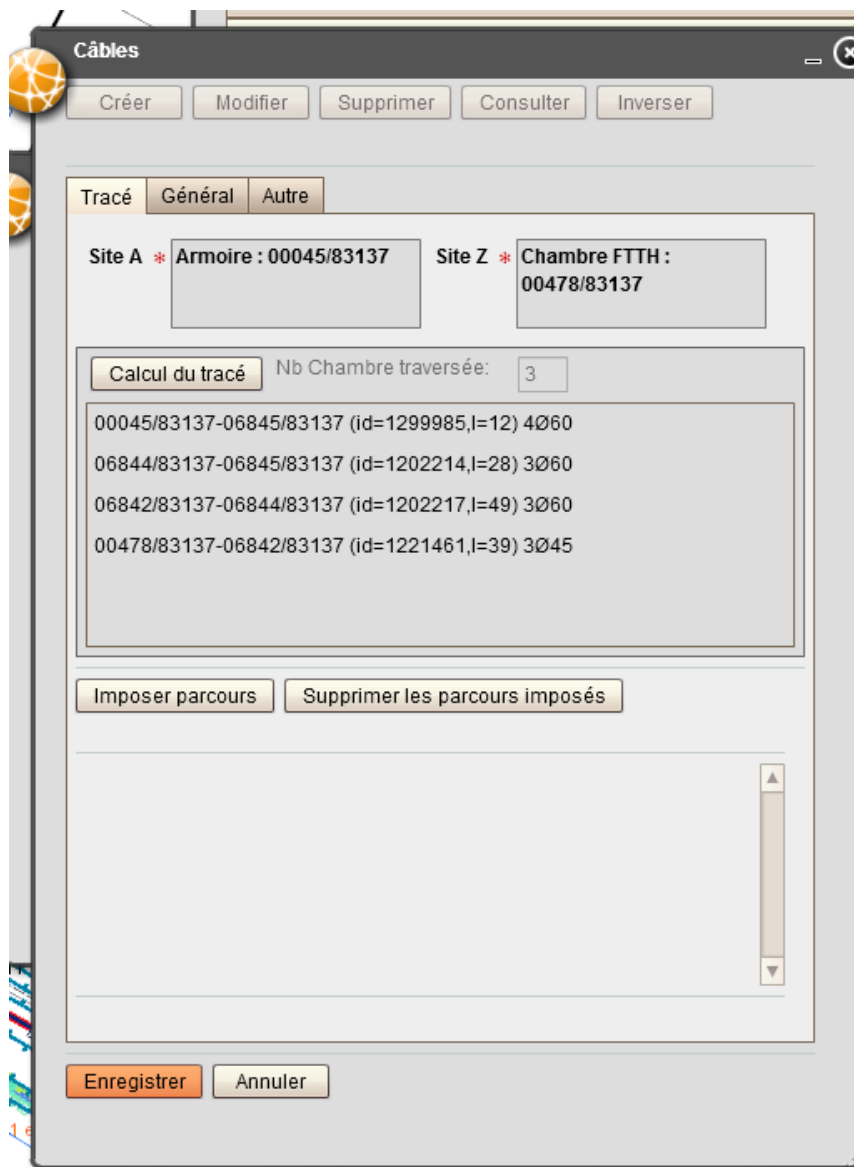 Câbles
Créer Modifier Supprimer Consulter Inverser
Tracé Général Autre
Site A * Armoire : 00045/83137 Site Z * Chambre FTTH :
00478/83137
Calcul du tracé Nb Chambre traversée: 3
00045/83137-06845/83137 (id=1299985,l=12) 4Ø60
06844/83137-06845/83137 (id=1202214,l=28) 3Ø60
06842/83137-06844/83137 (id=1202217,l=49) 3Ø60
00478/83137-06842/83137 (id=1221461,l=39) 3Ø45
Imposer parcours Supprimer les parcours imposés
Enregistrer Annuler